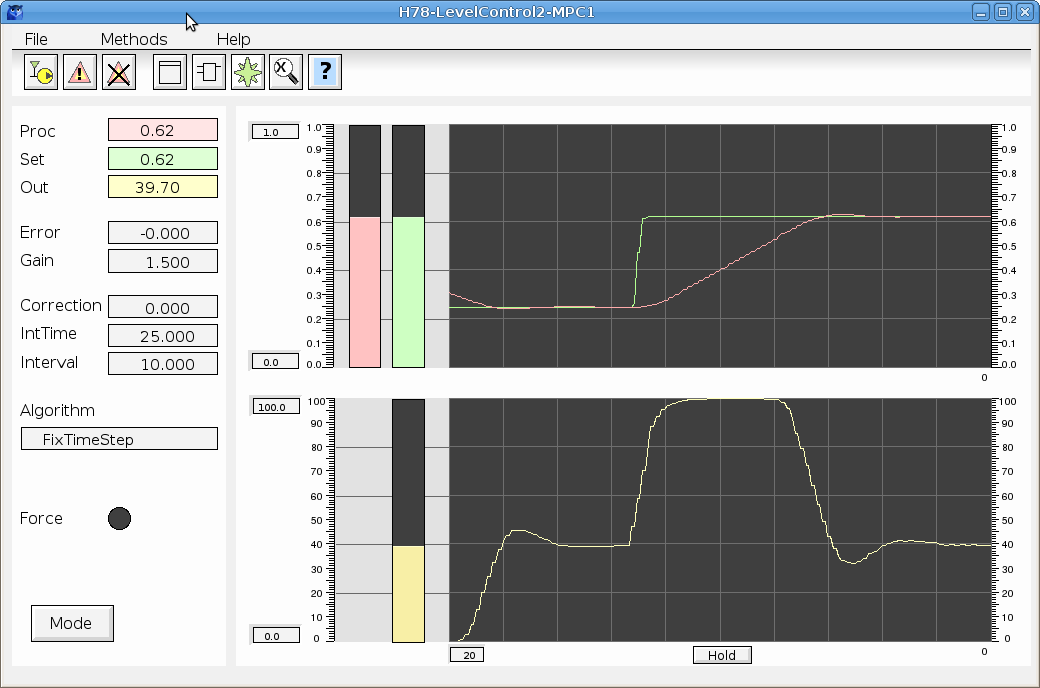 H78-LevelControl2-MPC1
File Methods Help
X ?
Proc 0.62
Set 0.62
Out 39.70
Error -0.000
Gain 1.500
Correction 0.000
IntTime 25.000
Interval 10.000
Algorithm
FixTimeStep
Force
Mode
1.0 1.0 1.0
0.9 0.9
0.8 0.8
0.7 0.7
0.6 0.6
0.5 0.5
0.4 0.4
0.3 0.3
0.2 0.2
0.1 0.1
0.0 0.0 0.0
0
100.0 100 100
90 90
80 80
70 70
60 60
50 50
40 40
30 30
20 20
10 10
0.0 0 0
20 Hold 0